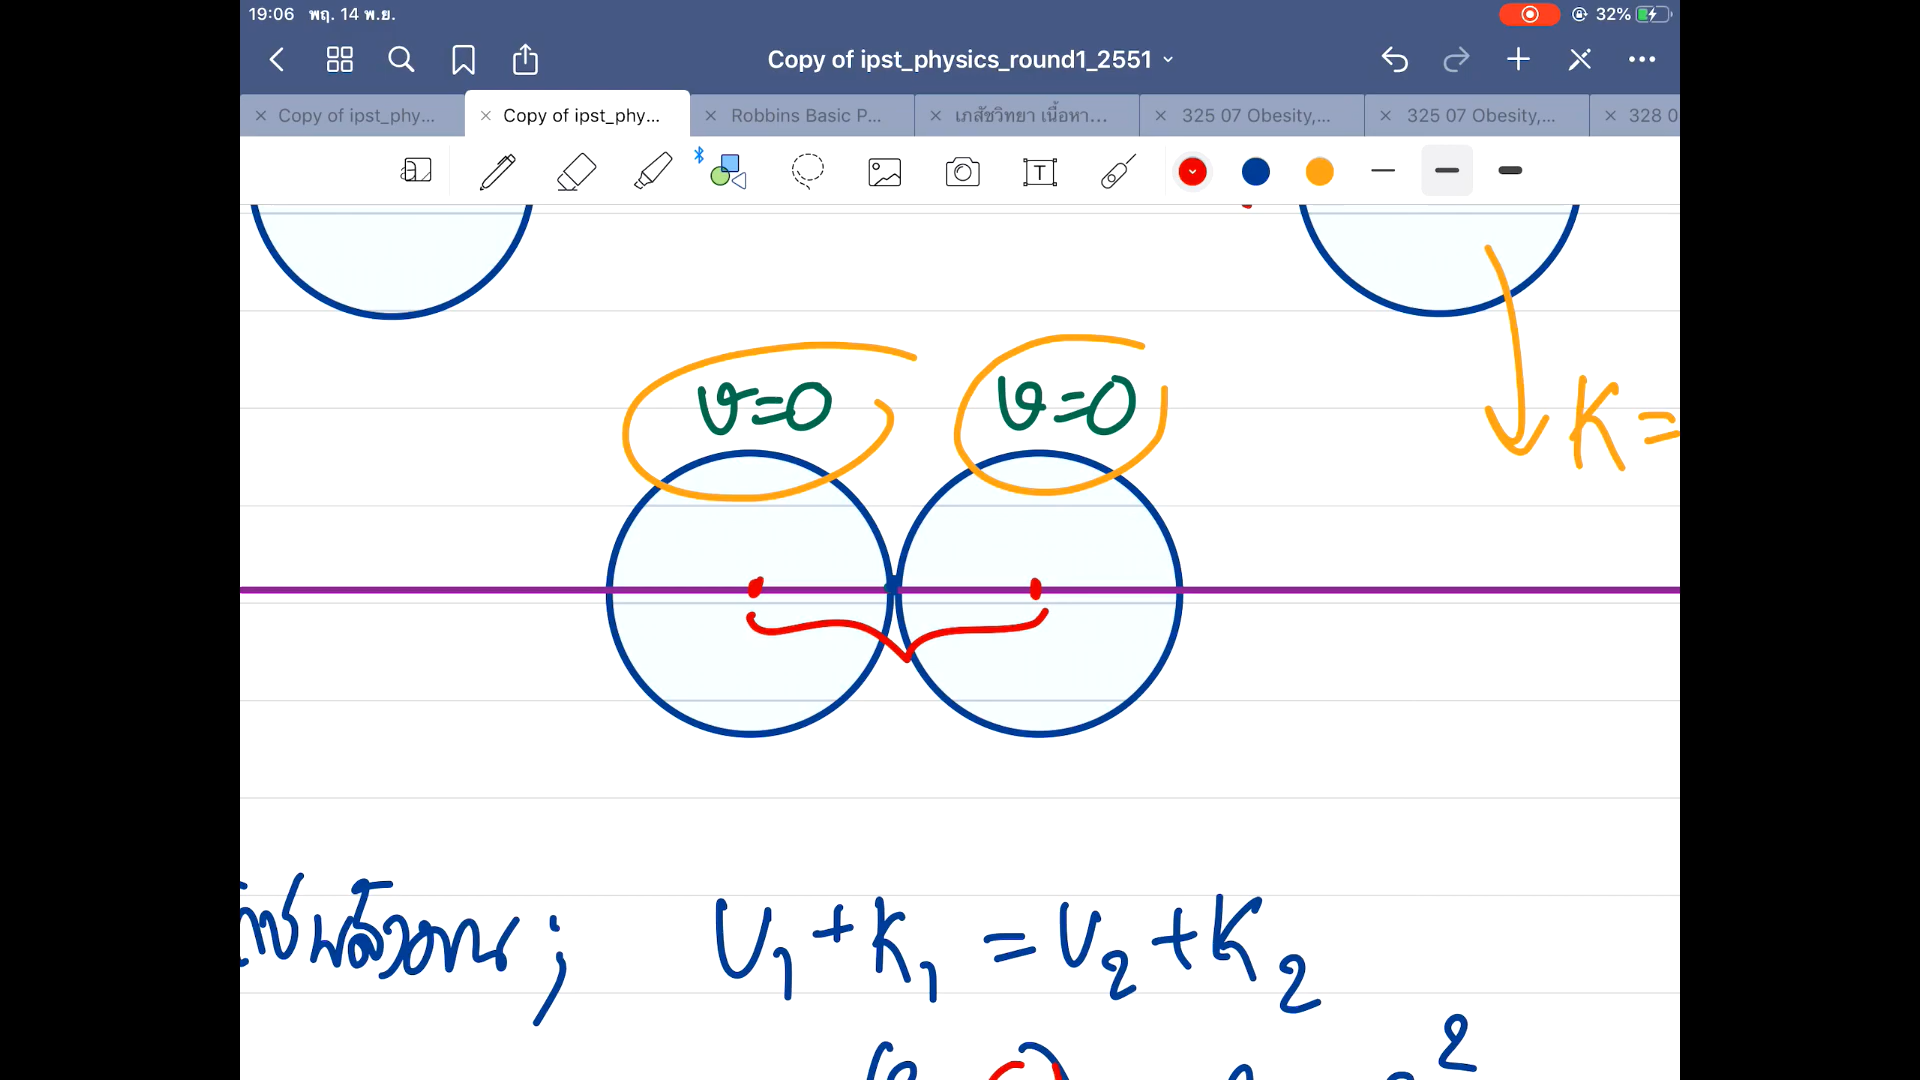 19:06 พฤ. 14 พ.ย. 32%
Copy of ipst_physics_round1_2551
Copy of ipst_phy... Copy of ipst_phy... Robbins Basic P... เภสัชวิทยา เนื้อหา... 325 07 Obesity,... 325 07 Obesity,... 328 0
T
v=0 v=0
K=
; U₁+K₁ = U₂+K₂
2